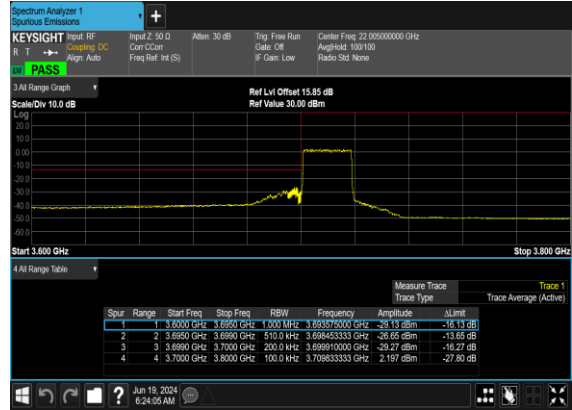 Spectrum Analyzer 1
Spurious Emissions
+
KEYSIGHT Input: RF Input Z: 50 Ω Atten: 30 dB Trig: Free Run Center Freq: 22.005000000 GHz
R T Coupling: DC Corr CCorr Gate: Off Avg|Hold: 100/100
Align: Auto Freq Ref: Int (S) IF Gain: Low Radio Std: None
LW PASS
3 All Range Graph
Ref Lvl Offset 15.85 dB
Scale/Div 10.0 dB Ref Value 30.00 dBm
Log
20.0
10.0
0.00
-10.0
-20.0
-30.0
-40.0
-50.0
-60.0
Start 3.600 GHz Stop 3.800 GHz
4 All Range Table
Measure Trace Trace 1
Trace Type Trace Average (Active)
Spur Range Start Freq Stop Freq RBW Frequency Amplitude ΔLimit
1 1 3.6000 GHz 3.6950 GHz 1.000 MHz 3.693575000 GHz -29.13 dBm -16.13 dB
2 2 3.6950 GHz 3.6990 GHz 510.0 kHz 3.698453333 GHz -26.65 dBm -13.65 dB
3 3 3.6990 GHz 3.7000 GHz 200.0 kHz 3.699910000 GHz -29.27 dBm -16.27 dB
4 4 3.7000 GHz 3.8000 GHz 100.0 kHz 3.709833333 GHz 2.197 dBm -27.80 dB
? Jun 19, 2024
6:24:05 AM